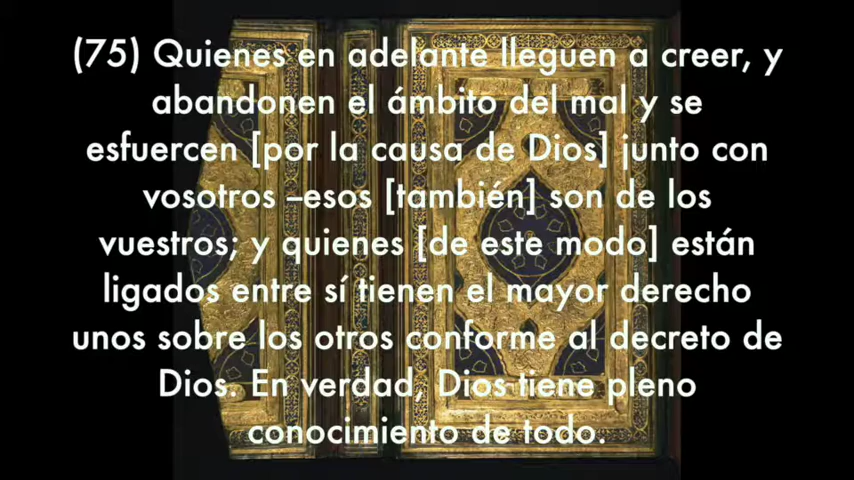 (75) Quienes en adelante lleguen a creer, y
abandonen el ámbito del mal y se
esfuercen [por la causa de Dios] junto con
vosotros –esos [también] son de los
vuestros; y quienes [de este modo] están
ligados entre sí tienen el mayor derecho
unos sobre los otros conforme al decreto de
Dios. En verdad, Dios tiene pleno
conocimiento de todo.